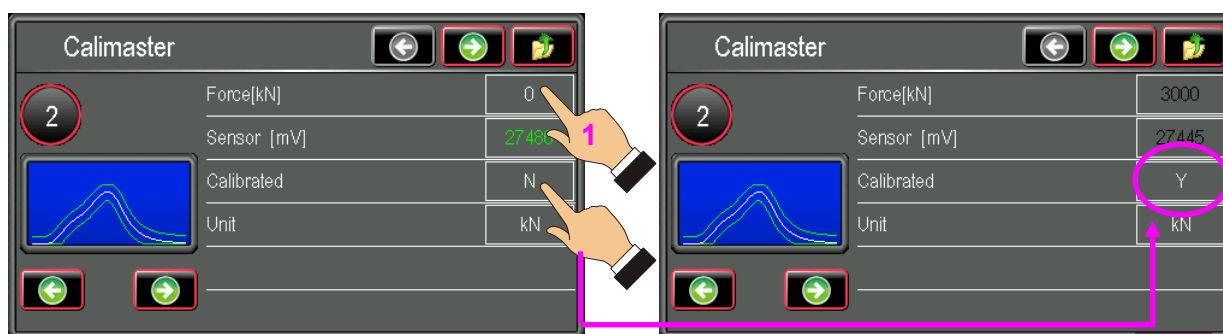 Calimaster
2
Force[kN] 0
Sensor [mV]
Calibrated N
Unit kN
1
Calimaster
2
Force[kN] 3000
Sensor [mV] 27445
Calibrated Y
Unit kN